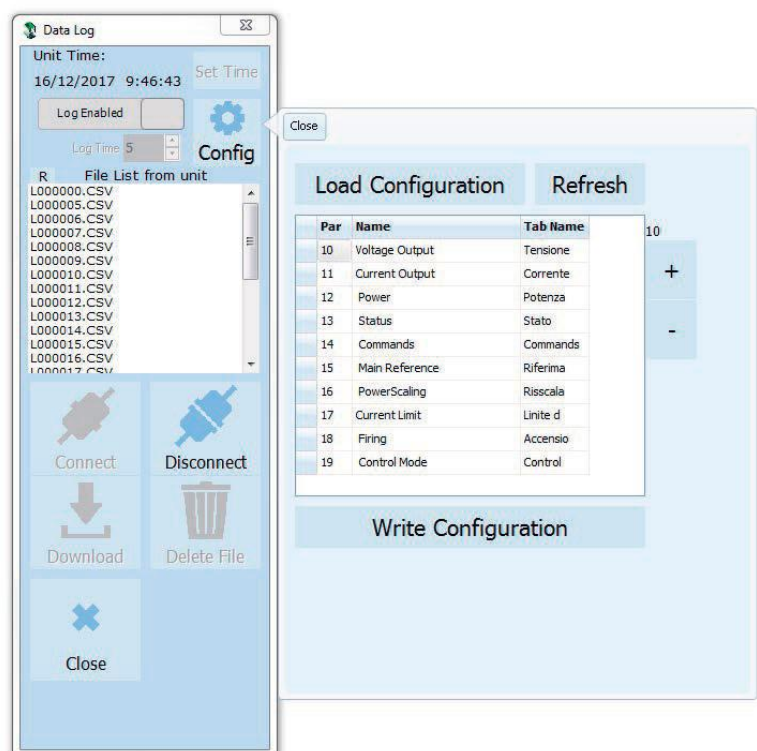 Data Log
Unit Time:
16/12/2017 9:46:43
Set Time
Log Enabled
Log Time 5
Config
R File List from unit
L000000.CSV
L000005.CSV
L000006.CSV
L000007.CSV
L000008.CSV
L000009.CSV
L000010.CSV
L000011.CSV
L000012.CSV
L000013.CSV
L000014.CSV
L000015.CSV
L000016.CSV
L000017.CSV
Connect
Disconnect
Download
Delete File
Close
Close
Load Configuration
Refresh
Par Name Tab Name
10 Voltage Output Tensione
11 Current Output Corrente
12 Power Potenza
13 Status Stato
14 Commands Commands
15 Main Reference Riferima
16 PowerScaling Risscala
17 Current Limit Linite d
18 Firing Accensio
19 Control Mode Control
10
+
-
Write Configuration